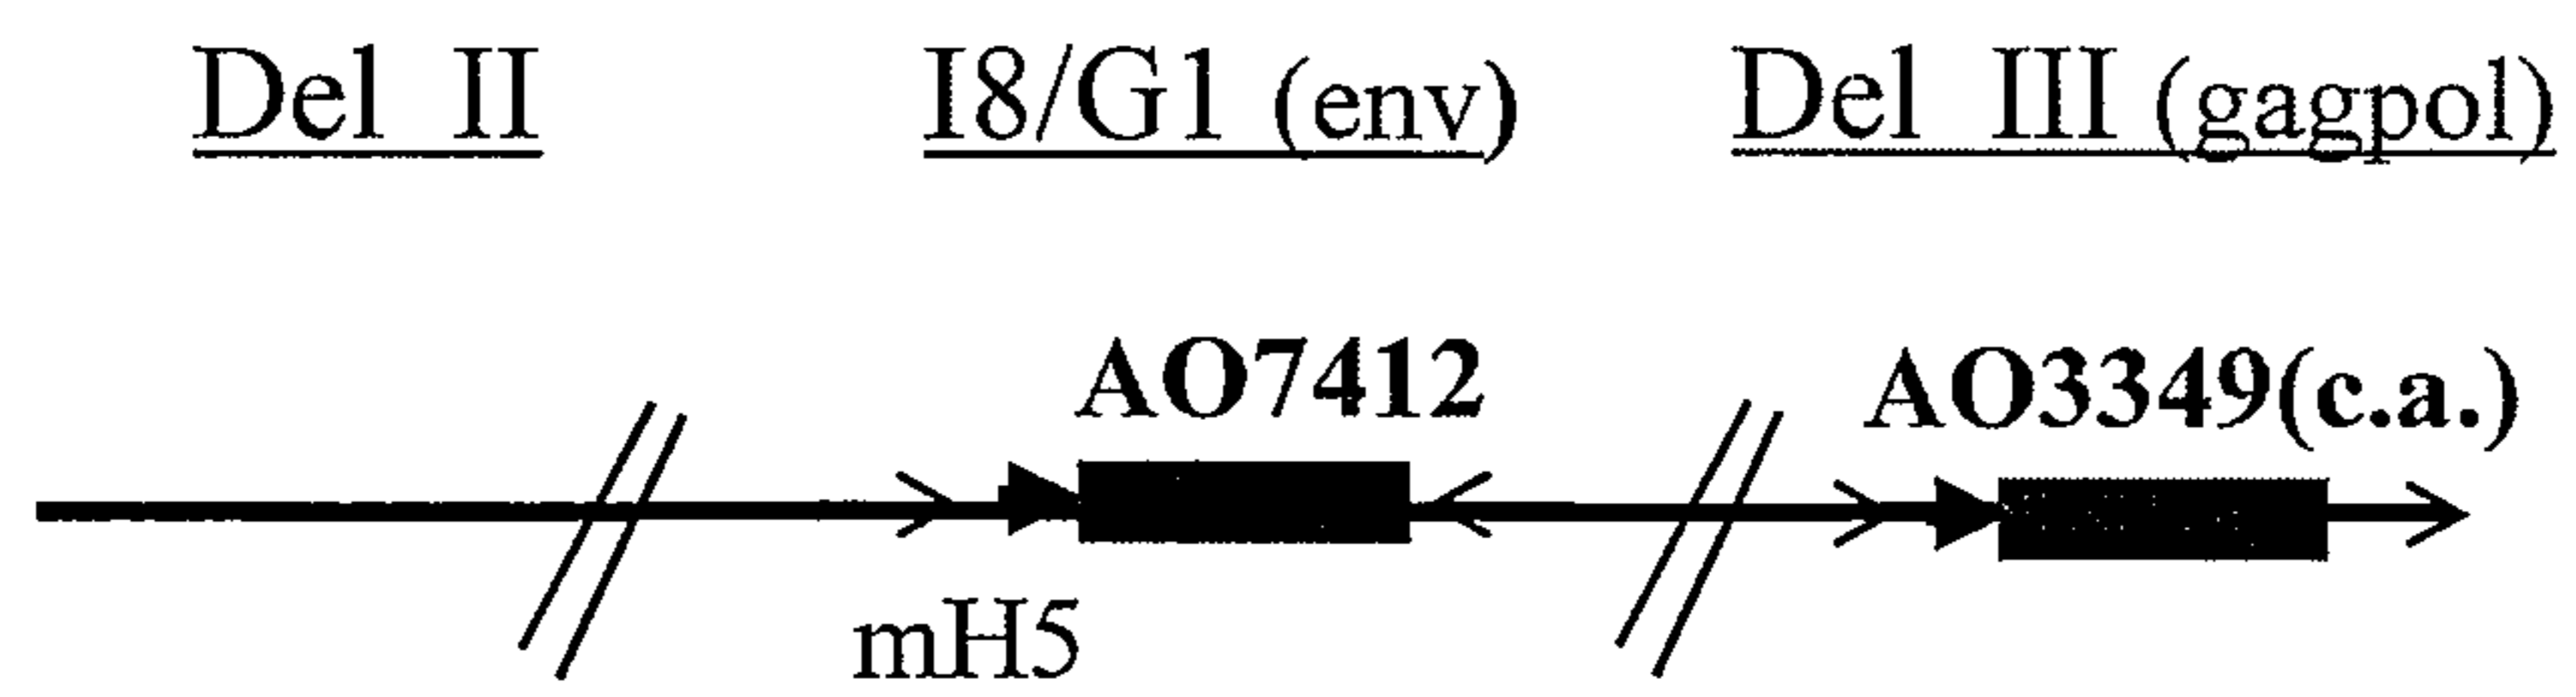 Del II I8/G1 (env) Del III (gagpol)
AO7412 AO3349(c.a.)
mH5